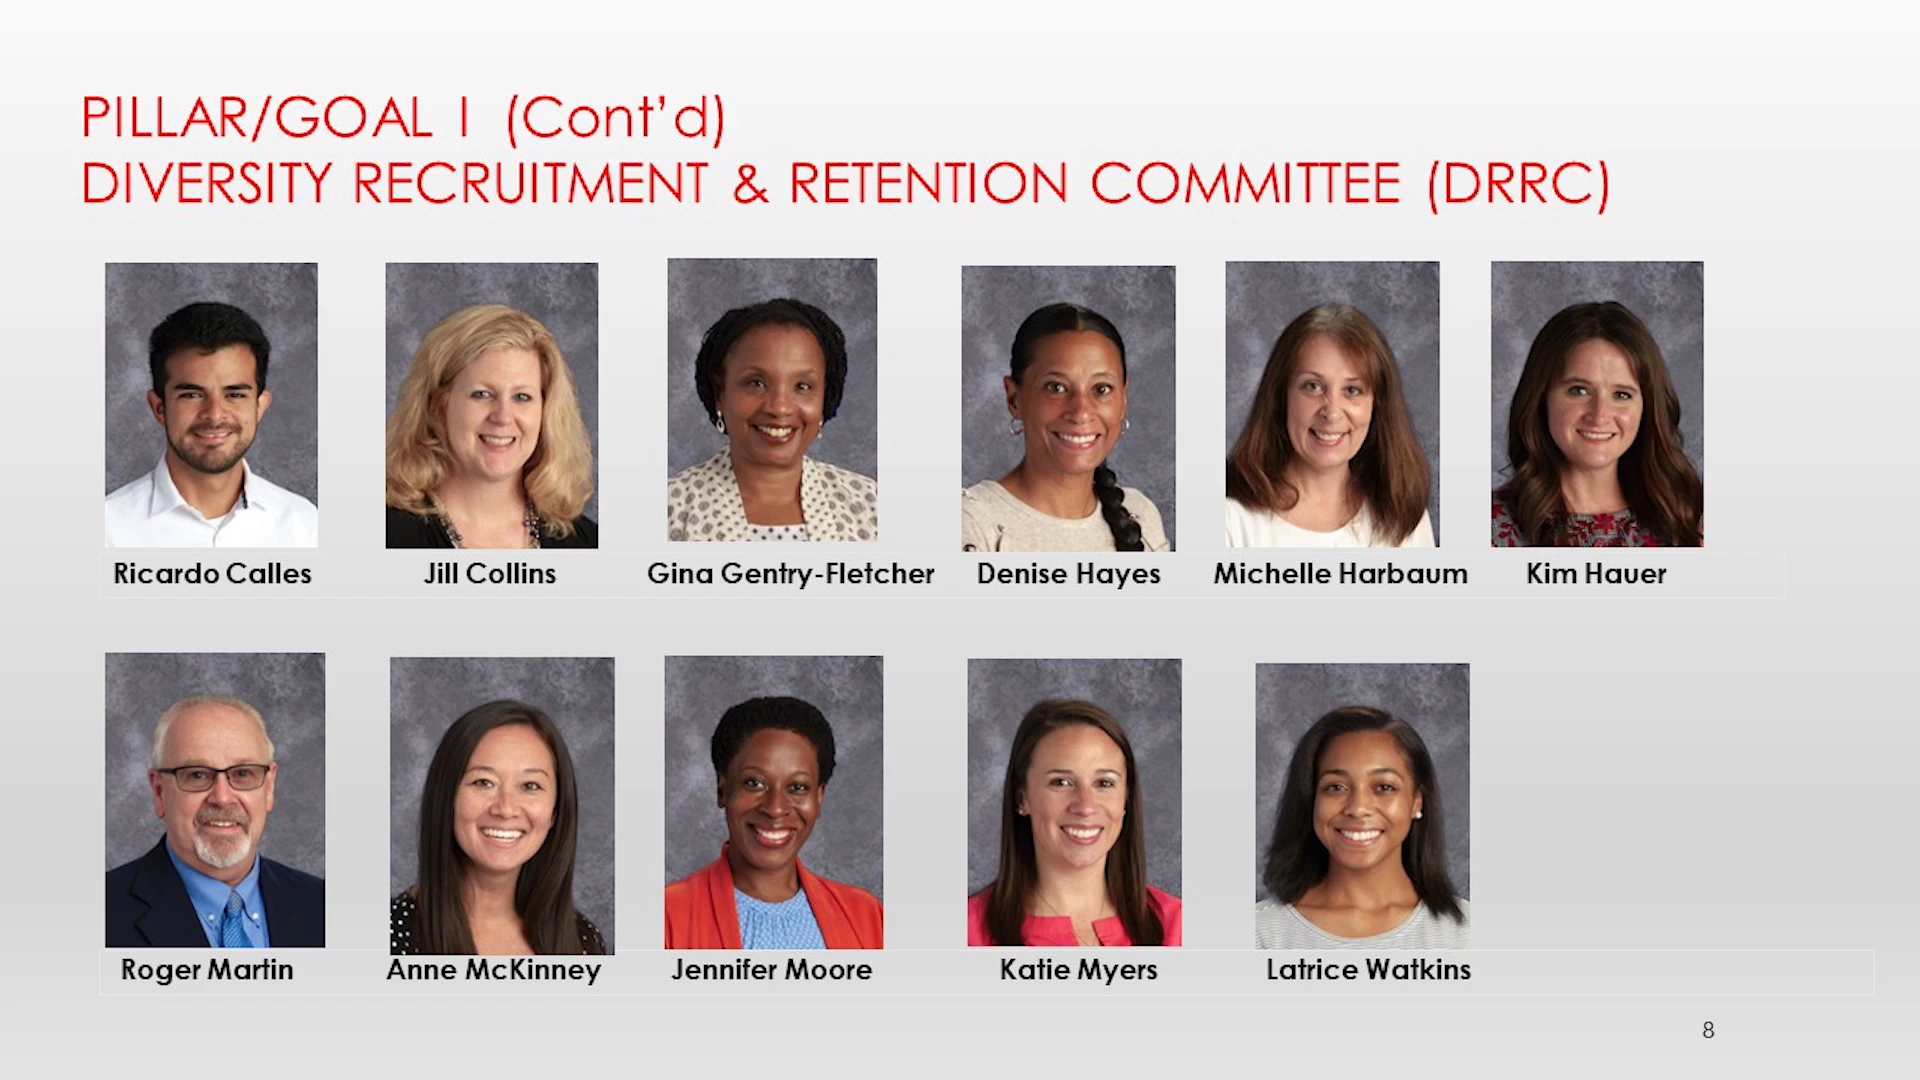 PILLAR/GOAL I (Cont’d)
DIVERSITY RECRUITMENT & RETENTION COMMITTEE (DRRC)
Ricardo Calles Jill Collins Gina Gentry-Fletcher Denise Hayes Michelle Harbaum Kim Hauer
Roger Martin Anne McKinney Jennifer Moore Katie Myers Latrice Watkins
8